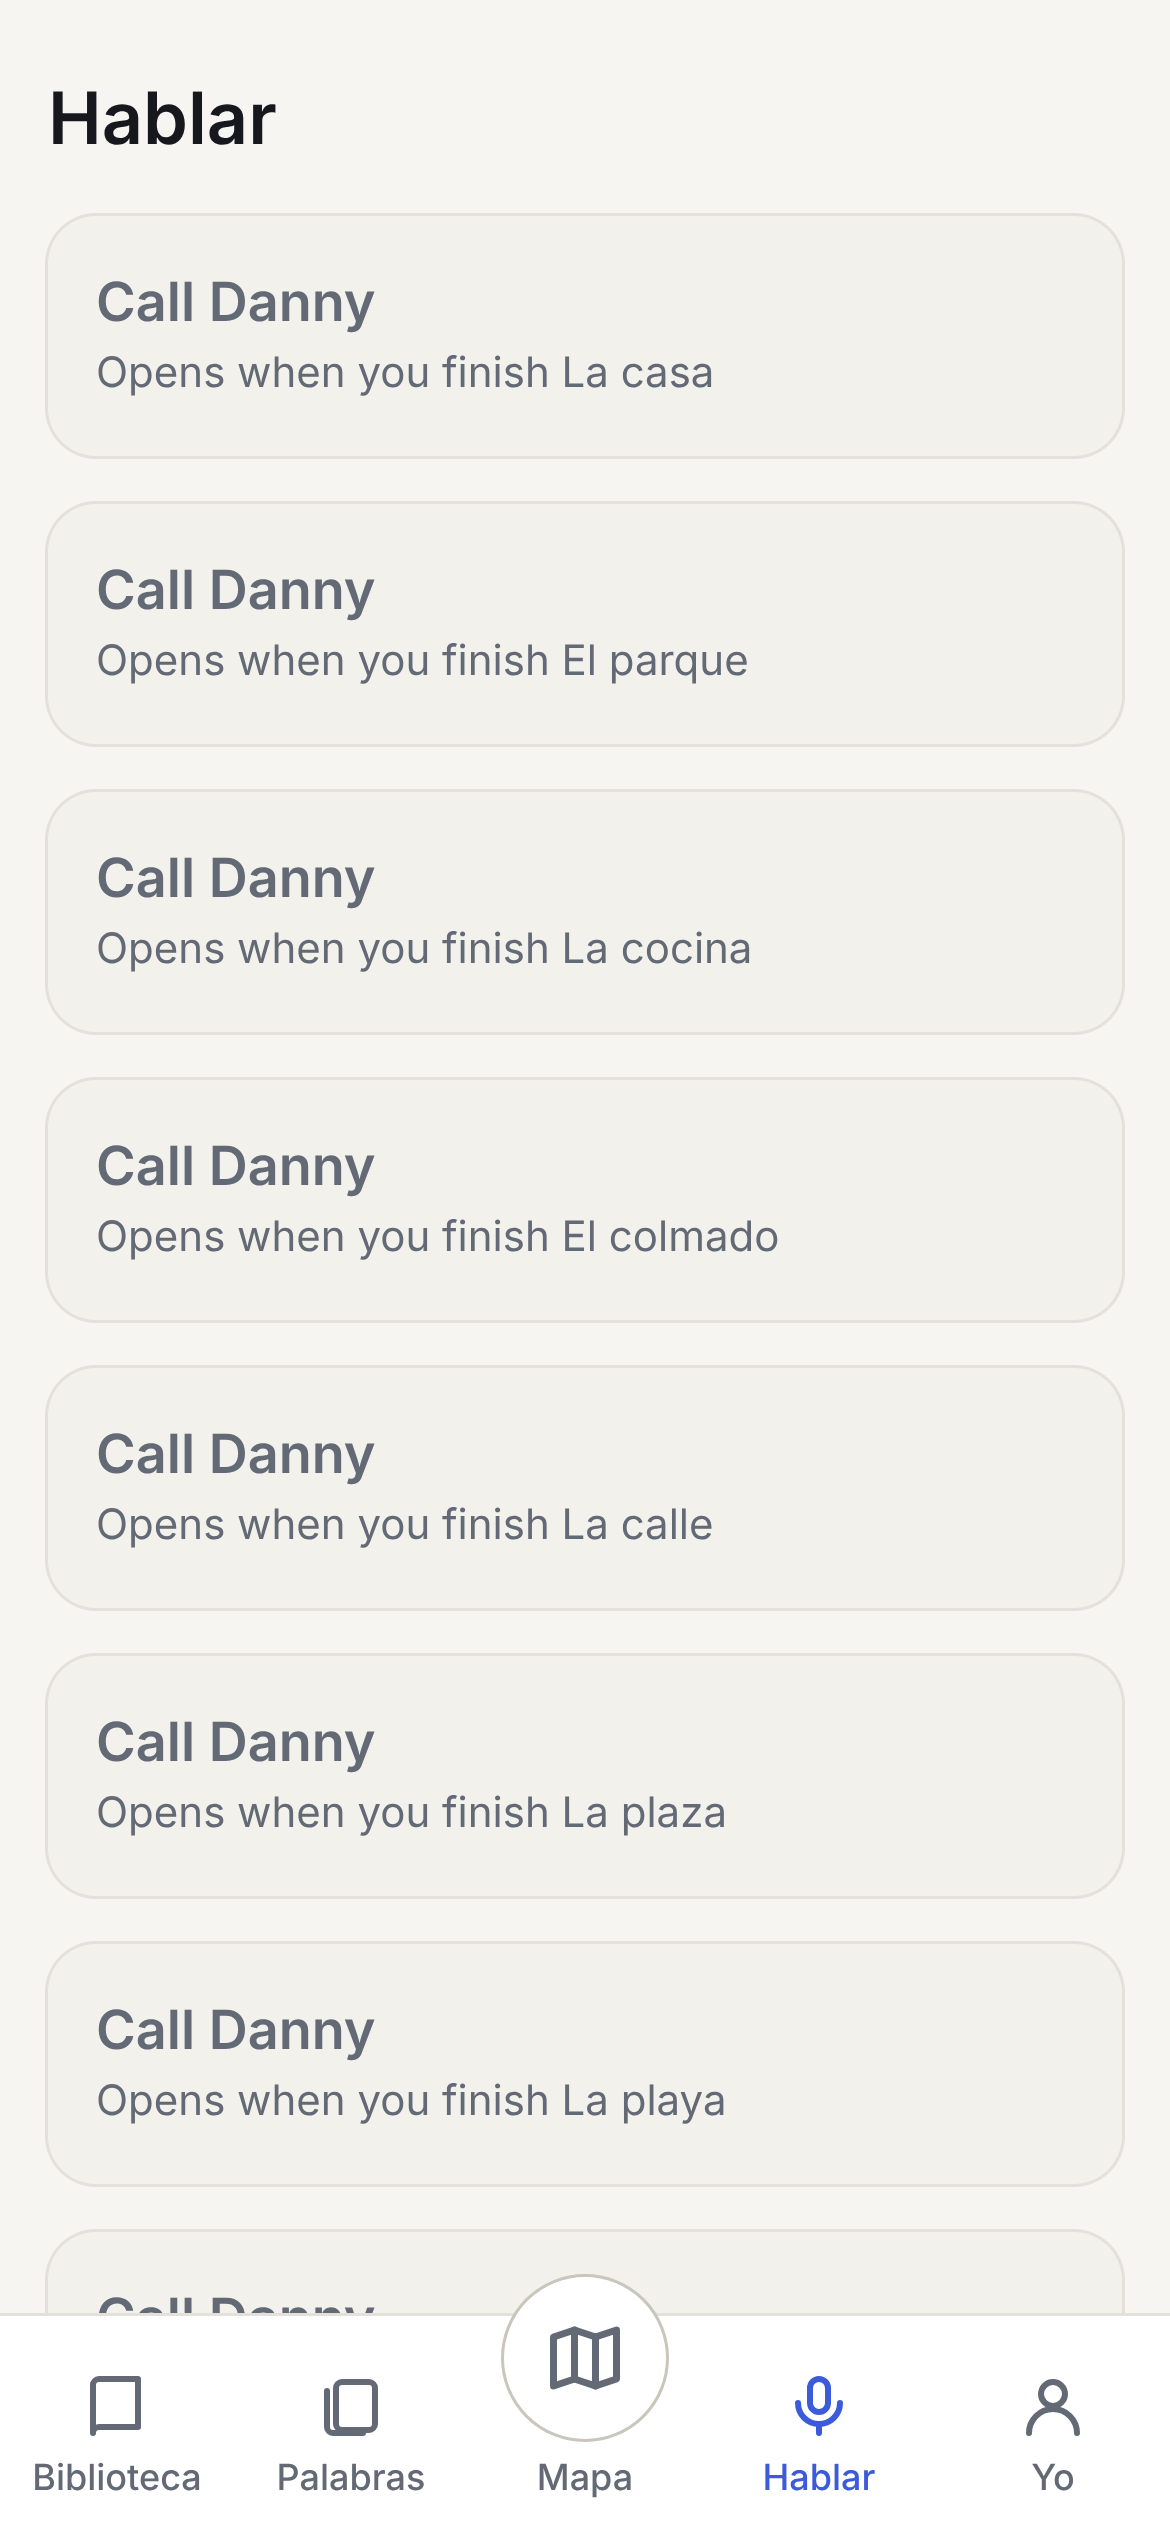 Hablar
Call Danny
Opens when you finish La casa
Call Danny
Opens when you finish El parque
Call Danny
Opens when you finish La cocina
Call Danny
Opens when you finish El colmado
Call Danny
Opens when you finish La calle
Call Danny
Opens when you finish La plaza
Call Danny
Opens when you finish La playa
Call Danny
Biblioteca
Palabras
Mapa
Hablar
Yo